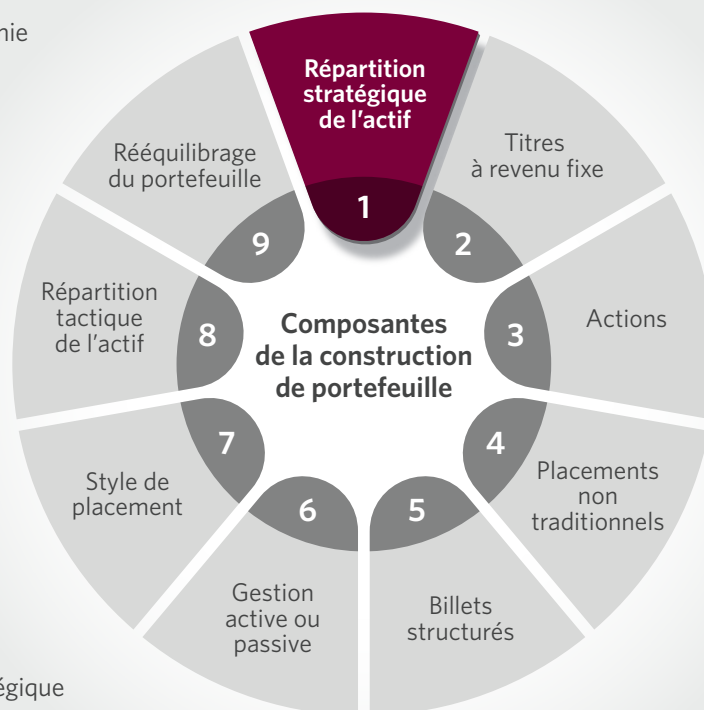 nie
Répartition
stratégique
de l'actif
1
Titres
à revenu fixe
2
Actions
3
Placements
non
traditionnels
4
Billets
structurés
5
Gestion
active ou
passive
6
Style de
placement
7
Répartition
tactique
de l'actif
8
Rééquilibrage
du portefeuille
9
Composantes
de la construction
de portefeuille
égique